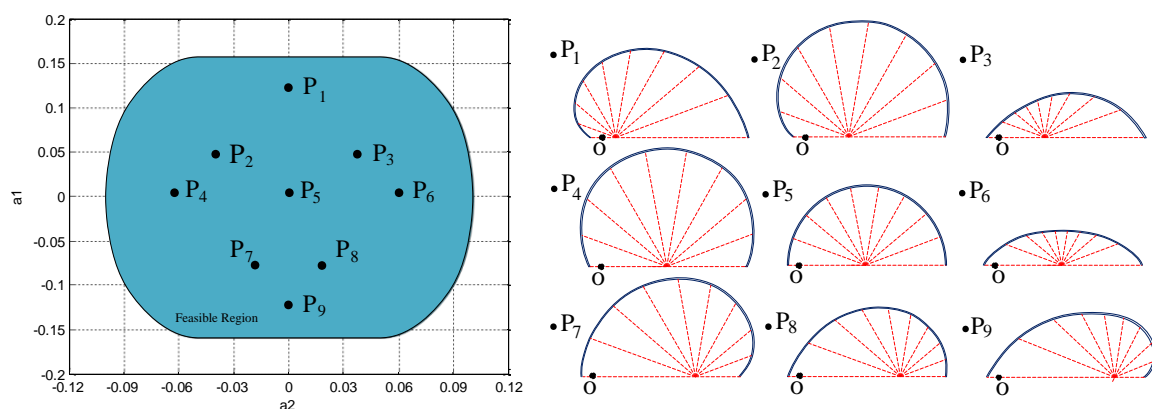 0.2
0.15
0.1
0.05
0
-0.05
-0.1
-0.15
-0.2
a1
-0.12 -0.09 -0.06 -0.03 0 0.03 0.06 0.09 0.12
a2
P1
P2 P3
P4 P5 P6
P7 P8
P9
Feasible Region
P1 P2 P3
O O O
P4 P5 P6
O O O
P7 P8 P9
O O O